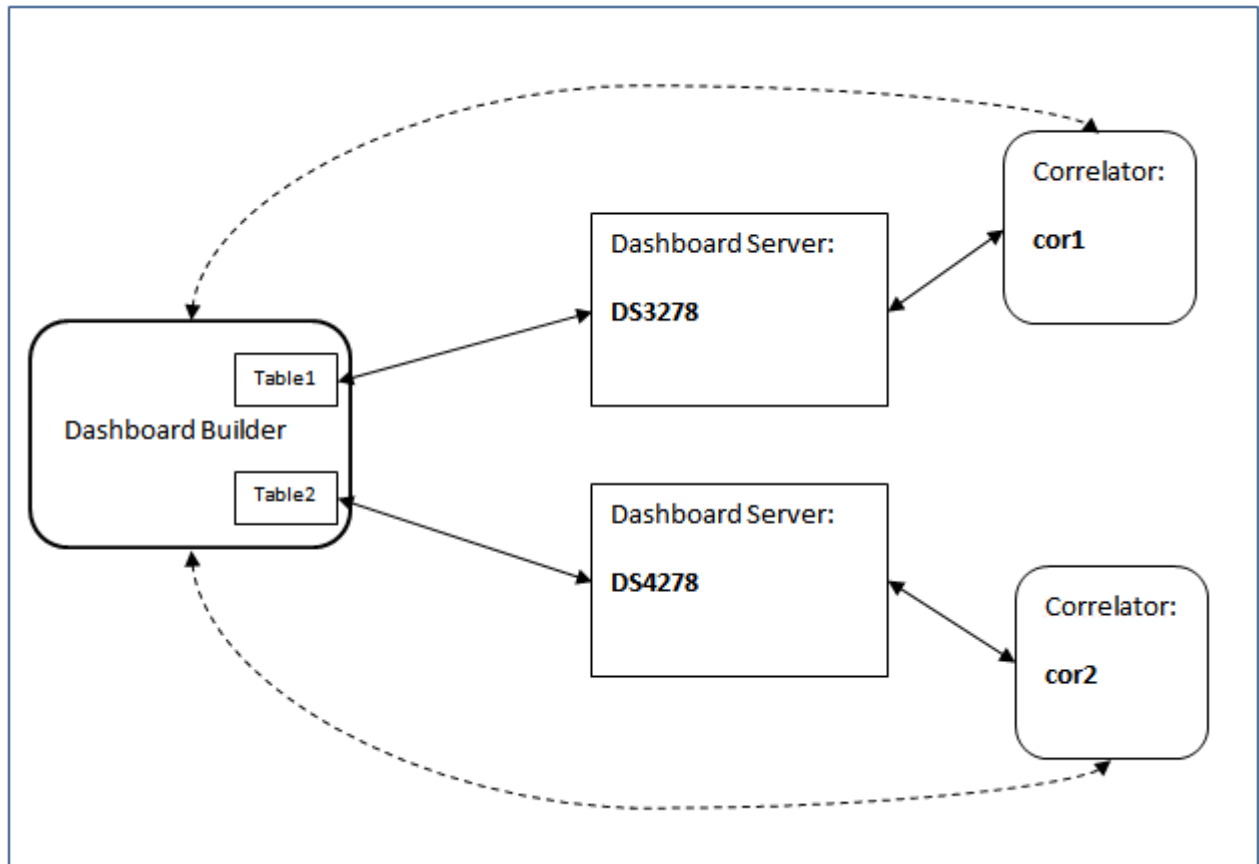 Correlator:
cor1
Dashboard Server:
DS3278
Table1
Dashboard Builder
Table2
Dashboard Server:
DS4278
Correlator:
cor2